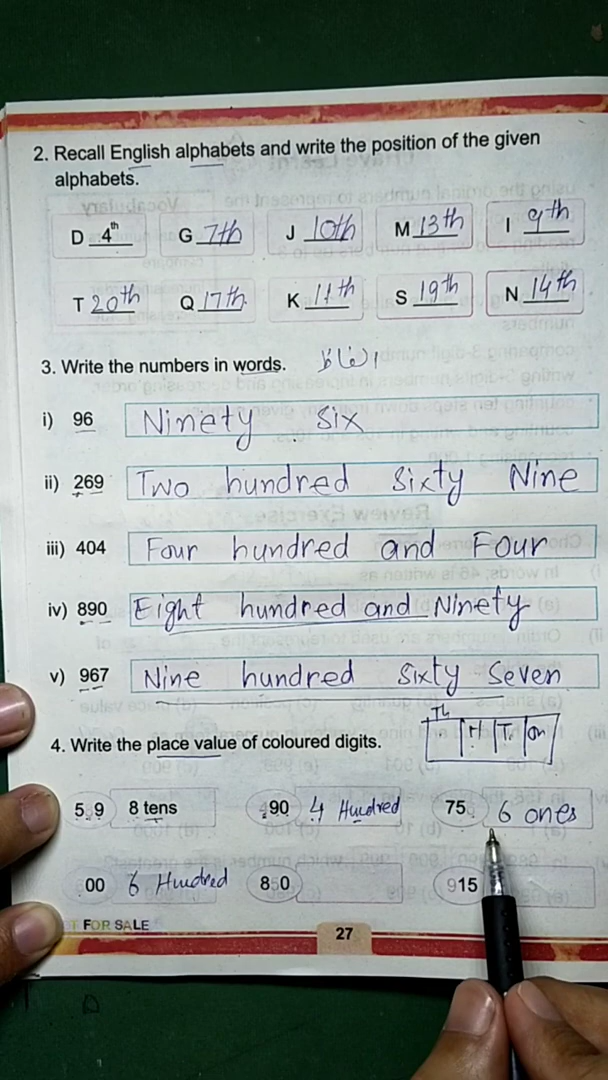 2. Recall English alphabets and write the position of the given
alphabets.
D 4th G 7th J 10th M 13th I 9th
T 20th Q 17th K 11th S 19th N 14th
3. Write the numbers in words. الفاظ
i) 96 Ninety Six
ii) 269 Two hundred Sixty Nine
iii) 404 Four hundred and Four
iv) 890 Eight hundred and Ninety
v) 967 Nine hundred Sixty Seven
Th H T On
4. Write the place value of coloured digits.
5 9 8 tens 490 4 Hundred 75 6 ones
00 6 Hundred 850 915
FOR SALE
27